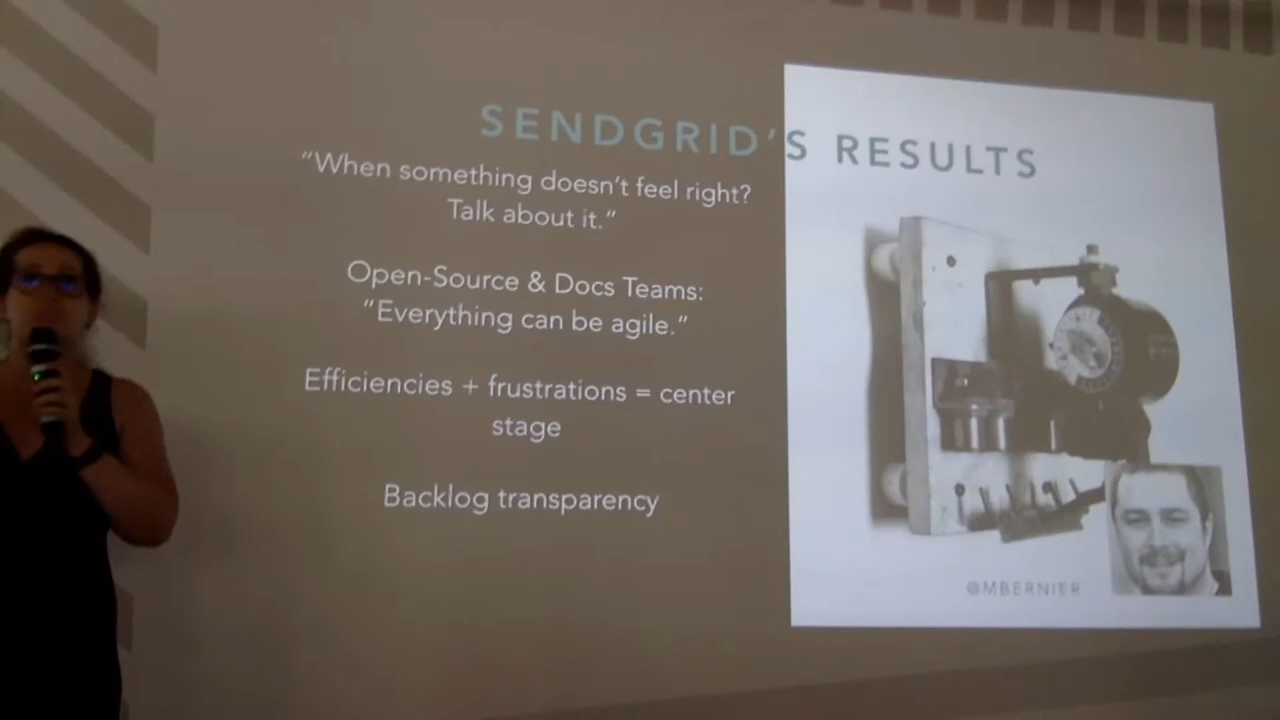 SENDGRID'S RESULTS
"When something doesn't feel right?
Talk about it."
Open-Source & Docs Teams:
"Everything can be agile."
Efficiencies + frustrations = center
stage
Backlog transparency
@MBERNIER